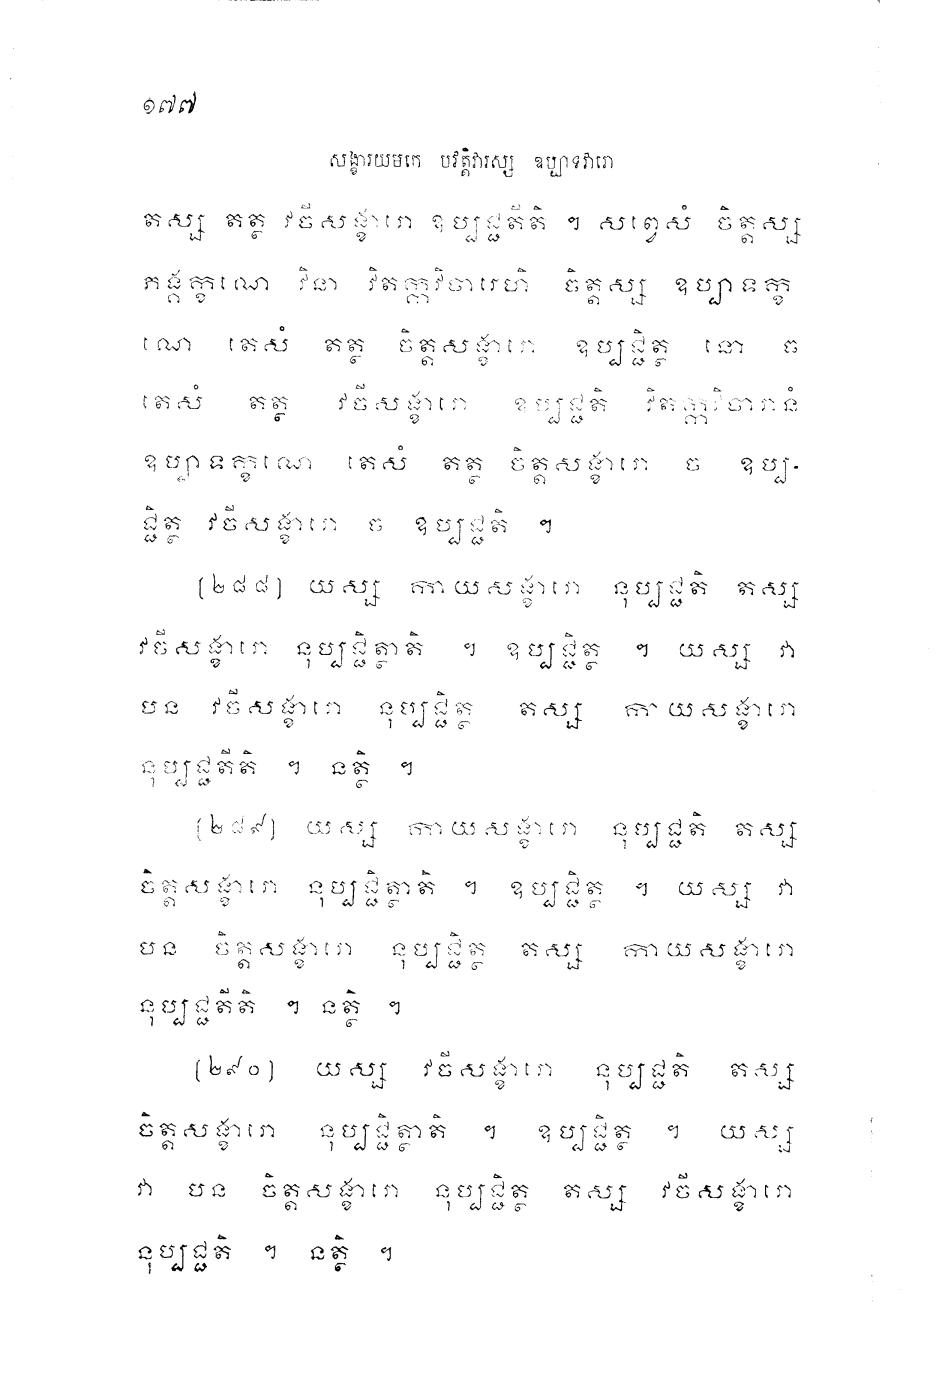 ១៧៧
សង្ខារយមកេ បវត្តិវារស្ស ឧប្បាទវារោ
តស្ស តត្ថ វចីសង្ខារោ ឧប្បជ្ជតីតិ ។ សព្វេសំ ចិត្តស្ស
ភង្គក្ខណេ វិនា វិតក្កវិចារេហិ ចិត្តស្ស ឧប្បាទក្ខ
ណេ តេសំ តត្ថ ចិត្តសង្ខារោ ឧប្បជ្ជិត្ថ នោ ច
តេសំ តត្ថ វចីសង្ខារោ ឧប្បជ្ជតិ វិតក្កវិចារានំ
ឧប្បាទក្ខណេ តេសំ តត្ថ ចិត្តសង្ខារោ ច ឧប្ប-
ជ្ជិត្ថ វចីសង្ខារោ ច ឧប្បជ្ជតិ ។
(២៨៨) យស្ស កាយសង្ខារោ នុប្បជ្ជតិ តស្ស
វចីសង្ខារោ នុប្បជ្ជិត្ថាតិ ។ ឧប្បជ្ជិត្ថ ។ យស្ស វា
បន វចីសង្ខារោ នុប្បជ្ជិត្ថ តស្ស កាយសង្ខារោ
នុប្បជ្ជតីតិ ។ នត្ថិ ។
(២៨៩) យស្ស កាយសង្ខារោ នុប្បជ្ជតិ តស្ស
ចិត្តសង្ខារោ នុប្បជ្ជិត្ថាតិ ។ ឧប្បជ្ជិត្ថ ។ យស្ស វា
បន ចិត្តសង្ខារោ នុប្បជ្ជិត្ថ តស្ស កាយសង្ខារោ
នុប្បជ្ជតីតិ ។ នត្ថិ ។
(២៩០) យស្ស វចីសង្ខារោ នុប្បជ្ជតិ តស្ស
ចិត្តសង្ខារោ នុប្បជ្ជិត្ថាតិ ។ ឧប្បជ្ជិត្ថ ។ យស្ស
វា បន ចិត្តសង្ខារោ នុប្បជ្ជិត្ថ តស្ស វចីសង្ខារោ
នុប្បជ្ជតិ ។ នត្ថិ ។